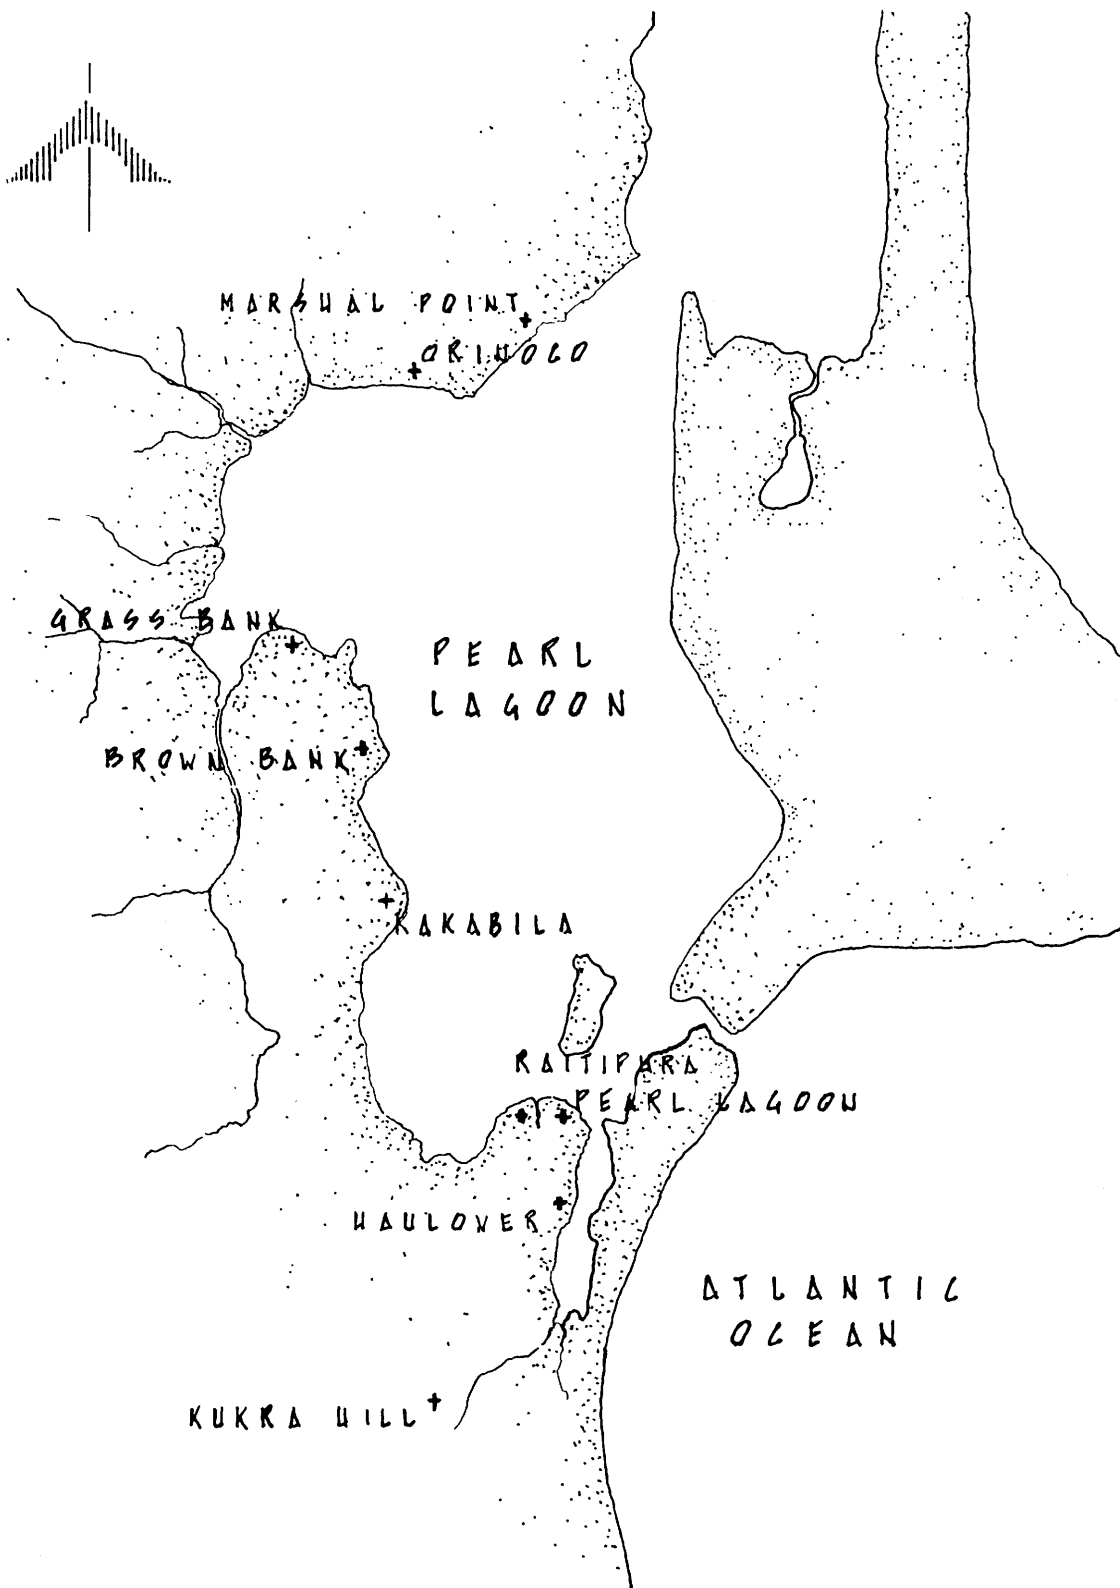 MARSHAL POINT
ORINOCO
GRASS BANK
PEARL
LAGOON
BROWN BANK
KAKABILA
RAITIPURA
PEARL LAGOON
HAULOVER
ATLANTIC
OCEAN
KUKRA HILL